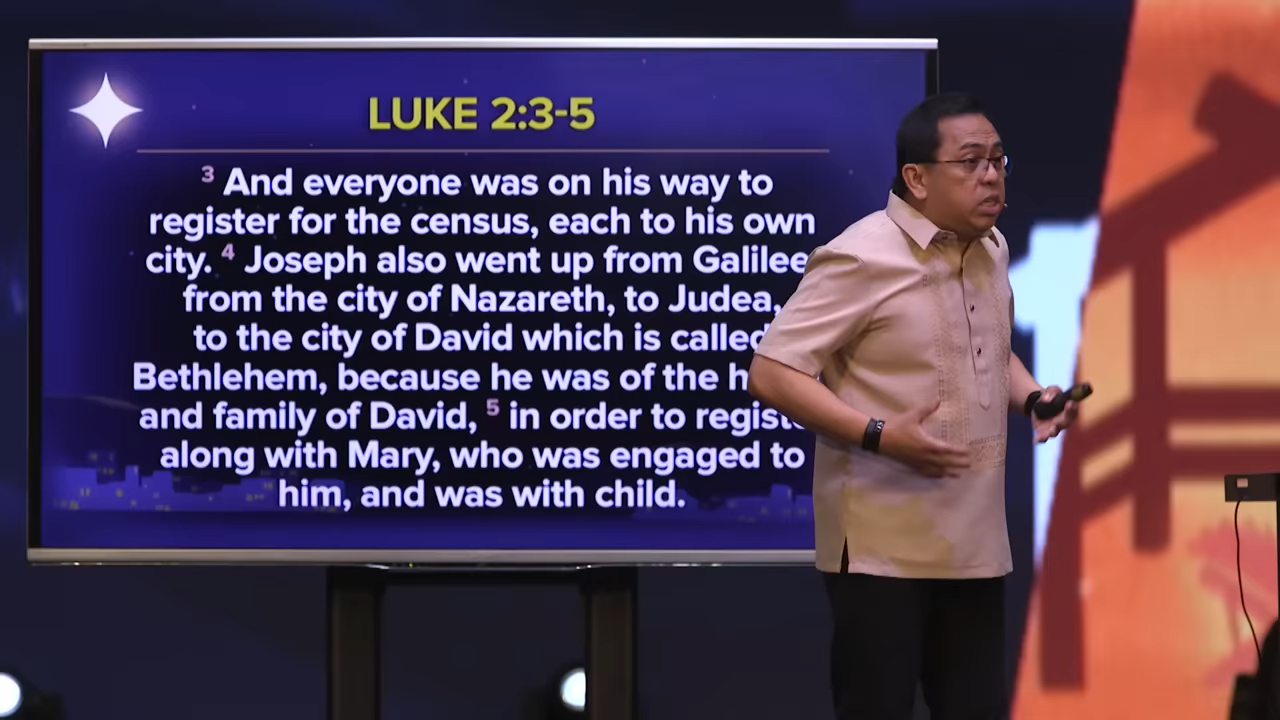 LUKE 2:3-5
3 And everyone was on his way to
register for the census, each to his own
city. 4 Joseph also went up from Galilee
from the city of Nazareth, to Judea,
to the city of David which is called
Bethlehem, because he was of the
and family of David, 5 in order to
along with Mary, who was engaged to
him, and was with child.